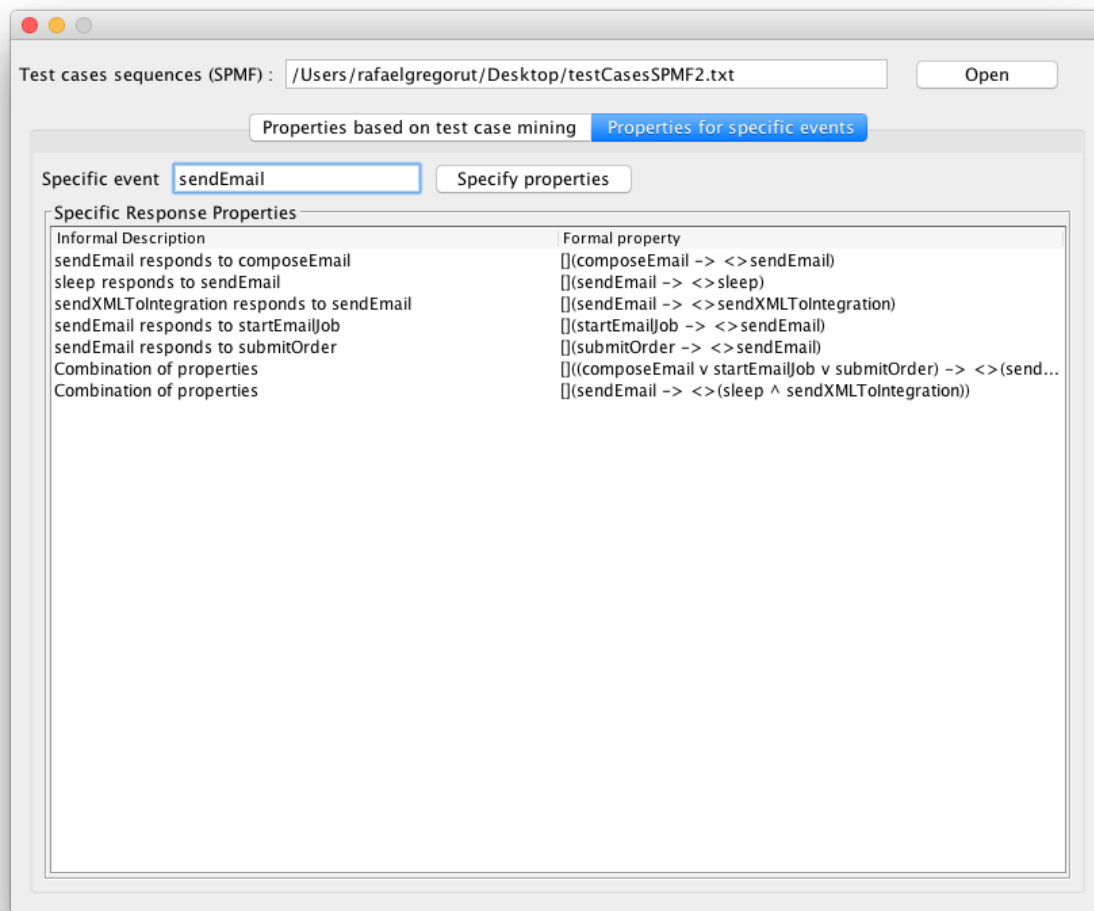 Test cases sequences (SPMF) : /Users/rafaelgregorut/Desktop/testCasesSPMF2.txt Open
Properties based on test case mining Properties for specific events
Specific event sendEmail Specify properties
Specific Response Properties
Informal Description Formal property
sendEmail responds to composeEmail [](composeEmail -> <>sendEmail)
sleep responds to sendEmail [](sendEmail -> <>sleep)
sendXMLToIntegration responds to sendEmail [](sendEmail -> <>sendXMLToIntegration)
sendEmail responds to startEmailJob [](startEmailJob -> <>sendEmail)
sendEmail responds to submitOrder [](submitOrder -> <>sendEmail)
Combination of properties []((composeEmail v startEmailJob v submitOrder) -> <>(send...
Combination of properties [](sendEmail -> <>(sleep ^ sendXMLToIntegration))